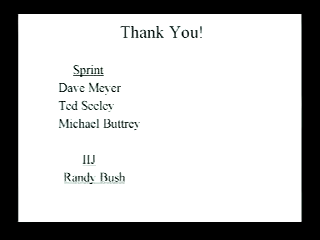 Thank You!
Sprint
Dave Meyer
Ted Seeley
Michael Buttrey
IIJ
Randy Bush